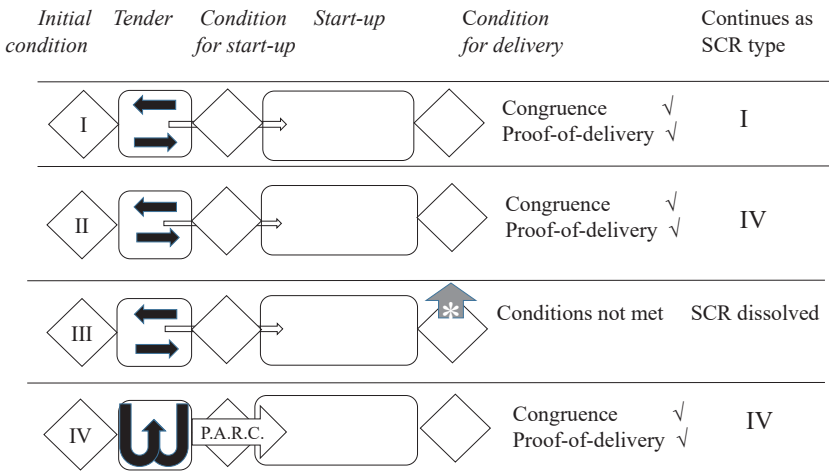 Initial condition
Tender
Condition for start-up
Start-up
Condition for delivery
Continues as SCR type
I
Congruence √
Proof-of-delivery √
I
II
Congruence √
Proof-of-delivery √
IV
III
*
Conditions not met
SCR dissolved
IV
P.A.R.C.
Congruence √
Proof-of-delivery √
IV